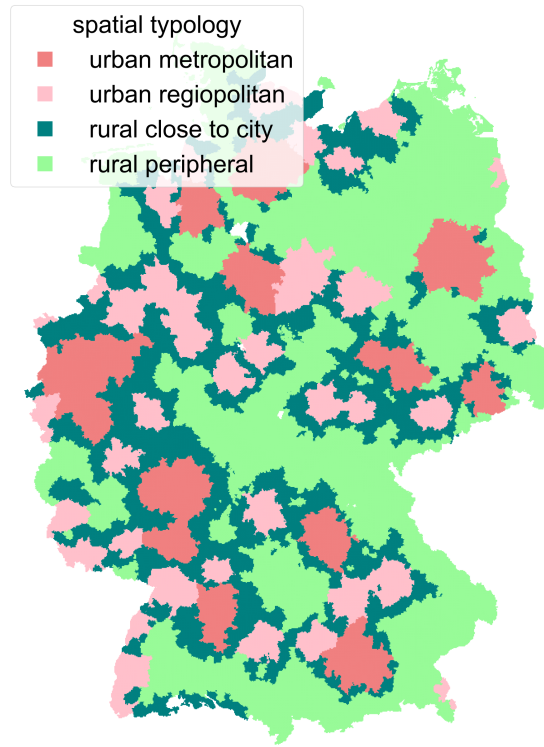 spatial typology
urban metropolitan
urban regiopolitan
rural close to city
rural peripheral